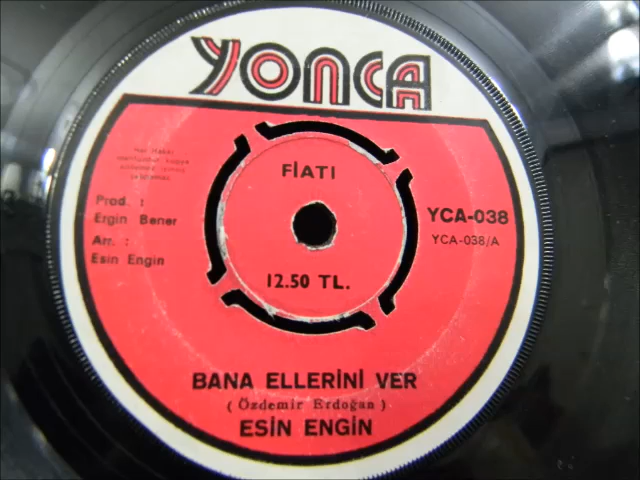 YONCA
FİATI
Prod. :
Ergin Bener
Arr. :
Esin Engin
YCA-038
YCA-038/A
12.50 TL.
BANA ELLERİNİ VER
( Özdemir Erdoğan )
ESİN ENGİN